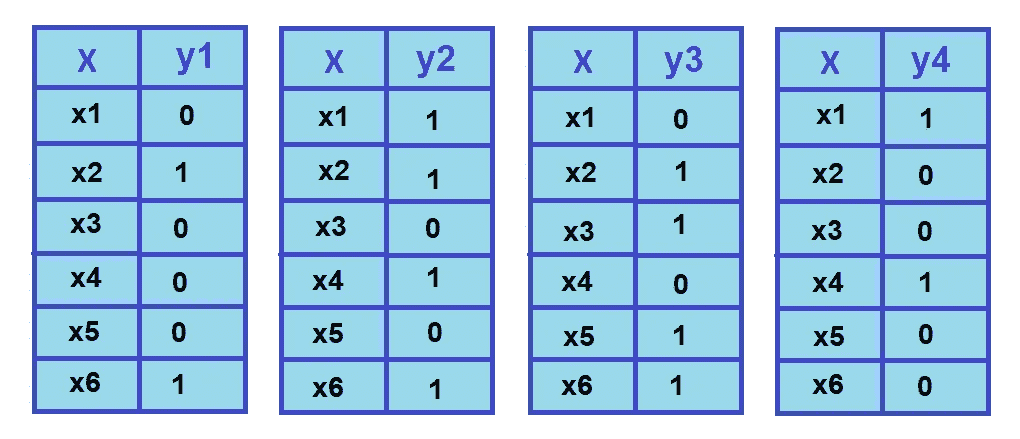 X y1 X y2 X y3 X y4
x1 0 x1 1 x1 0 x1 1
x2 1 x2 1 x2 1 x2 0
x3 0 x3 0 x3 1 x3 0
x4 0 x4 1 x4 0 x4 1
x5 0 x5 0 x5 1 x5 0
x6 1 x6 1 x6 1 x6 0